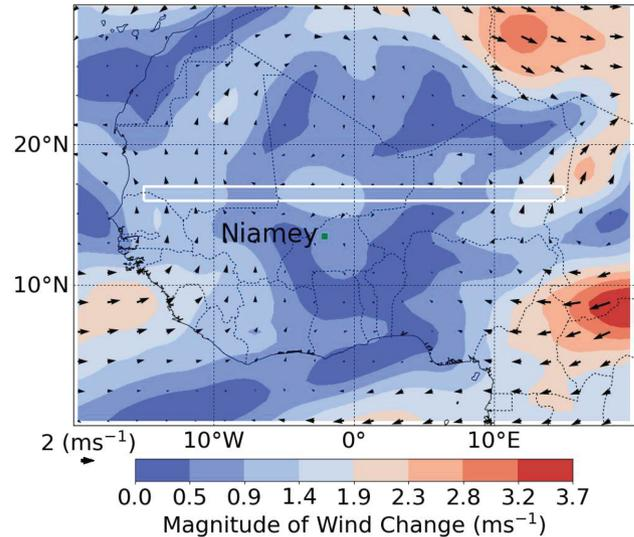 20°N
Niamey
10°N
2 (ms⁻¹)
10°W 0° 10°E
0.0 0.5 0.9 1.4 1.9 2.3 2.8 3.2 3.7
Magnitude of Wind Change (ms⁻¹)